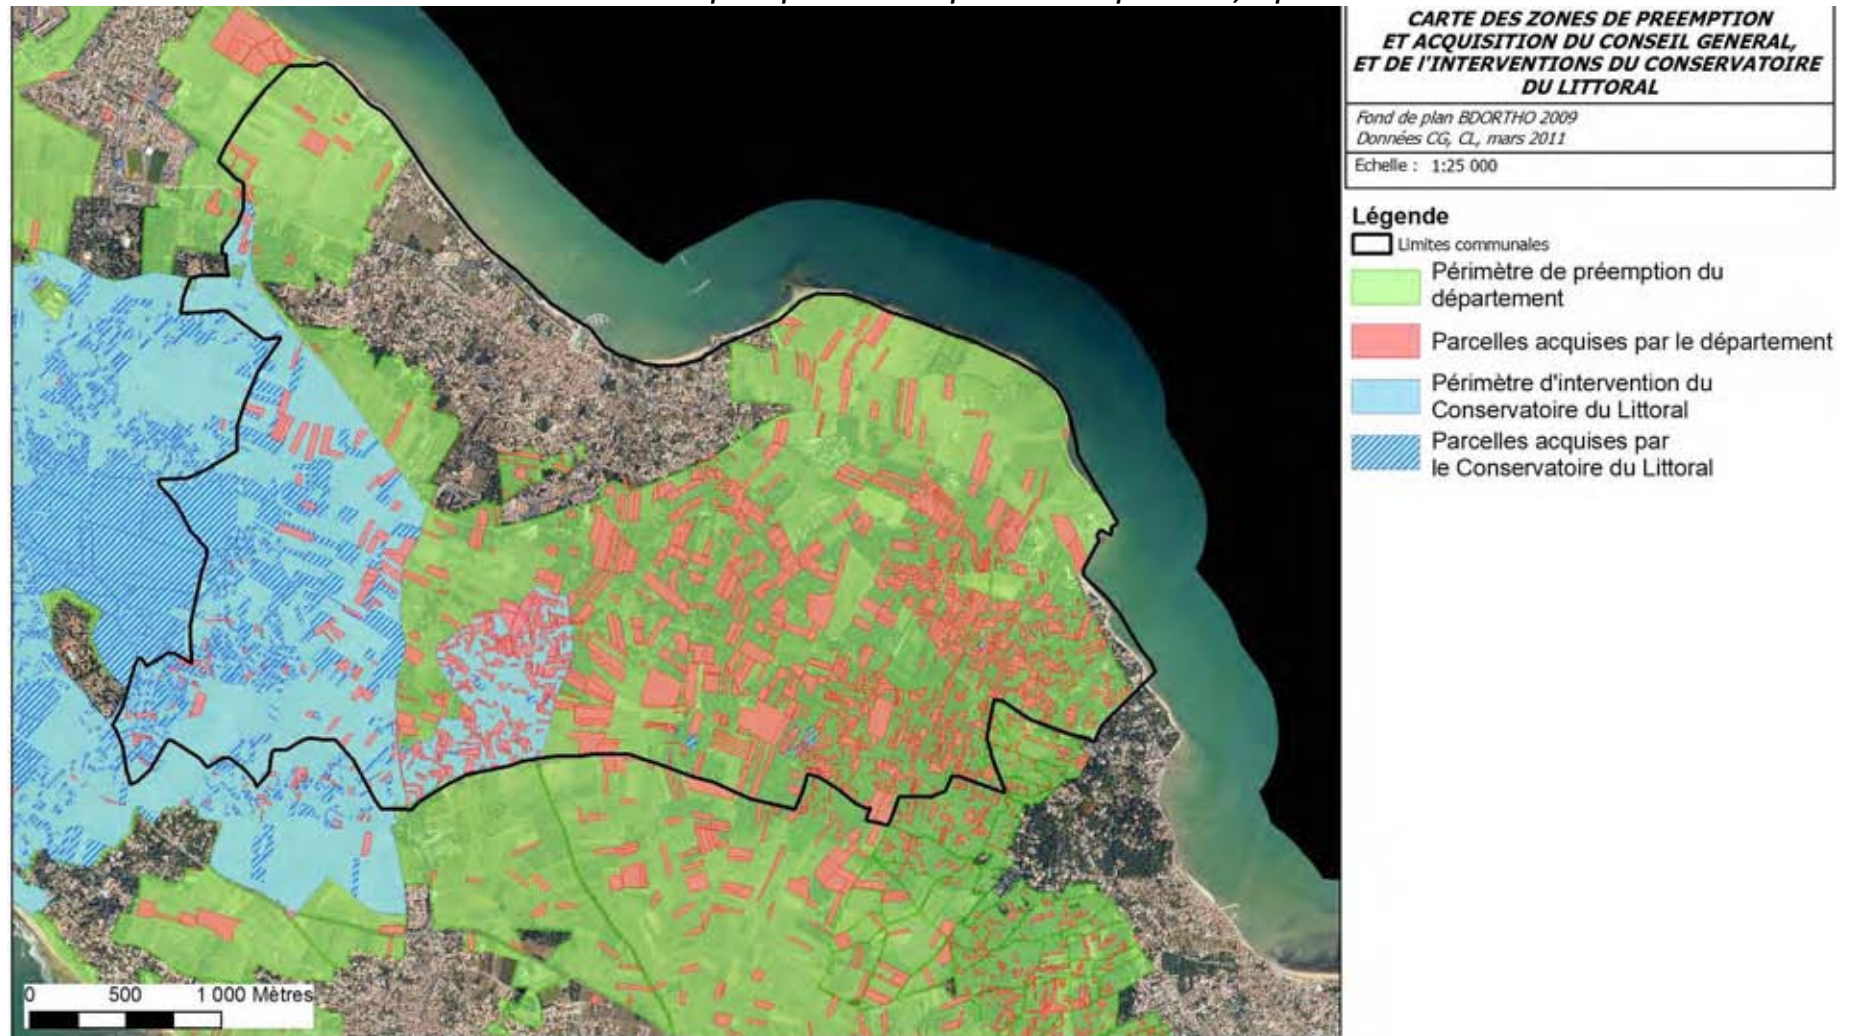 CARTE DES ZONES DE PREEMPTION
ET ACQUISITION DU CONSEIL GENERAL,
ET DE l'INTERVENTIONS DU CONSERVATOIRE
DU LITTORAL
Fond de plan BDORTHO 2009
Données CG, CL, mars 2011
Echelle : 1:25 000
Légende
Limites communales
Périmètre de préemption du
département
Parcelles acquises par le département
Périmètre d'intervention du
Conservatoire du Littoral
Parcelles acquises par
le Conservatoire du Littoral
0 500 1 000 Mètres